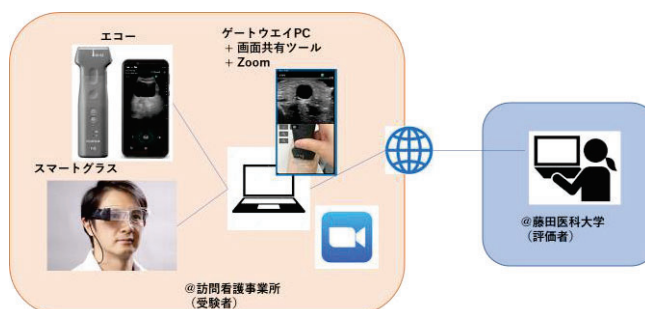 エコー
ゲートウエイPC
+ 画面共有ツール
+ Zoom
スマートグラス
@訪問看護事業所
(受験者)
@藤田医科大学
(評価者)